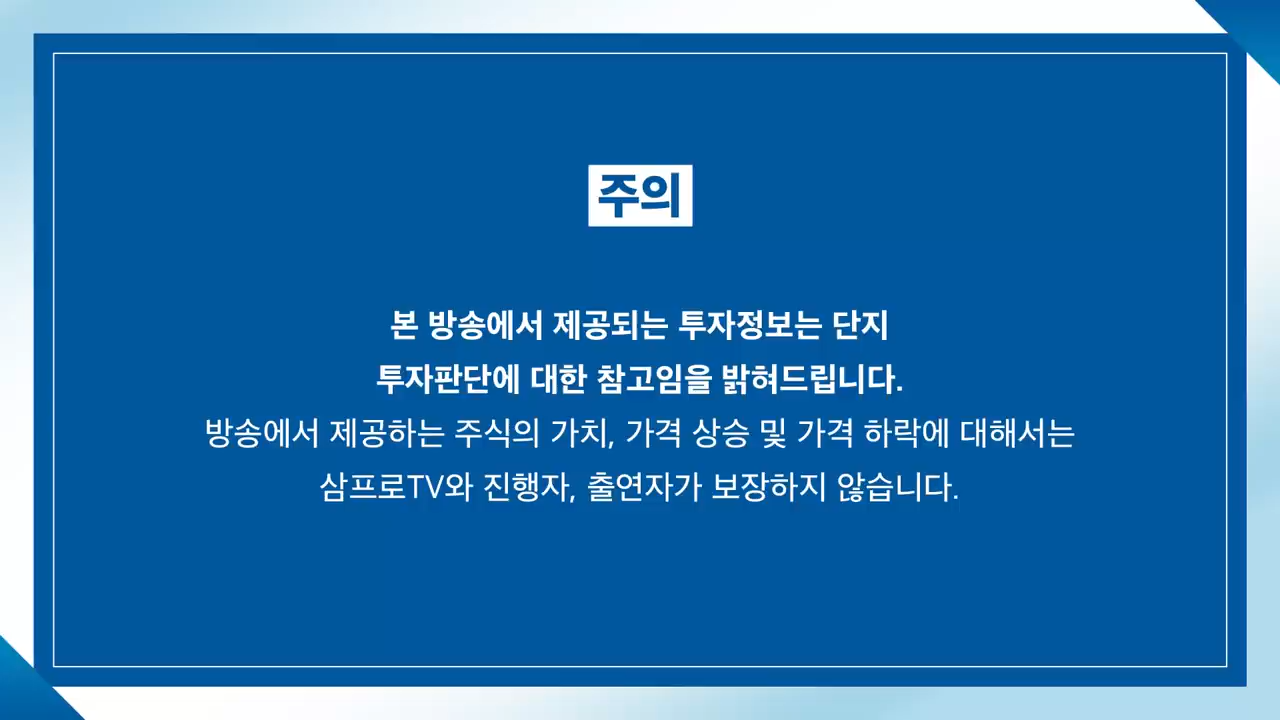 주의
본 방송에서 제공되는 투자정보는 단지
투자판단에 대한 참고임을 밝혀드립니다.
방송에서 제공하는 주식의 가치, 가격 상승 및 가격 하락에 대해서는
삼프로TV와 진행자, 출연자가 보장하지 않습니다.